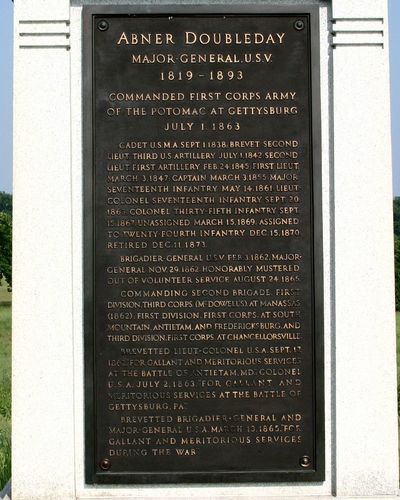 ABNER DOUBLEDAY
MAJOR-GENERAL, U.S.V.
1819-1893
COMMANDED FIRST CORPS ARMY
OF THE POTOMAC AT GETTYSBURG
JULY 1, 1863
CADET U.S.M.A. SEPT. 1, 1838. BREVET SECOND
LIEUT. THIRD U.S. ARTILLERY JULY 1, 1842. SECOND
LIEUT. FIRST ARTILLERY FEB. 24, 1845. FIRST LIEUT.
MARCH 3, 1847. CAPTAIN MARCH 3, 1855. MAJOR
SEVENTEENTH INFANTRY MAY 14, 1861. LIEUT-
COLONEL SEVENTEENTH INFANTRY SEPT. 20,
1863. COLONEL THIRTY-FIFTH INFANTRY SEPT.
15, 1867. UNASSIGNED MARCH 15, 1869. ASSIGNED
TO TWENTY-FOURTH INFANTRY DEC. 15, 1870.
RETIRED DEC. 11, 1873.
BRIGADIER-GENERAL U.S.V. FEB. 3, 1862. MAJOR-
GENERAL NOV. 29, 1862. HONORABLY MUSTERED
OUT OF VOLUNTEER SERVICE AUGUST 24, 1865.
COMMANDING SECOND BRIGADE, FIRST
DIVISION, THIRD CORPS, (McDOWELL'S) AT MANASSAS
(1862), FIRST DIVISION, FIRST CORPS, AT SOUTH
MOUNTAIN, ANTIETAM, AND FREDERICKSBURG, AND
THIRD DIVISION, FIRST CORPS, AT CHANCELLORSVILLE.
BREVETTED LIEUT-COLONEL U.S.A. SEPT. 17,
1862, "FOR GALLANT AND MERITORIOUS SERVICES
AT THE BATTLE OF ANTIETAM, MD." COLONEL
U.S.A. JULY 2, 1863, "FOR GALLANT AND
MERITORIOUS SERVICES AT THE BATTLE OF
GETTYSBURG, PA."
BREVETTED BRIGADIER-GENERAL AND
MAJOR-GENERAL U.S.A. MARCH 13, 1865, "FOR
GALLANT AND MERITORIOUS SERVICES
DURING THE WAR